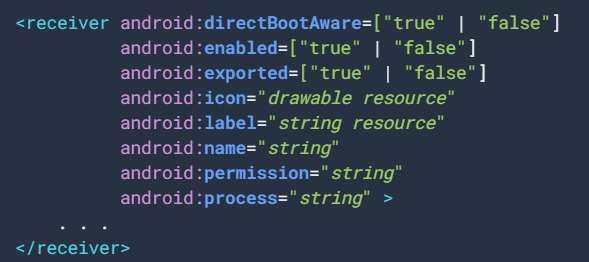 <receiver android:directBootAware=["true" | "false"]
android:enabled=["true" | "false"]
android:exported=["true" | "false"]
android:icon="drawable resource"
android:label="string resource"
android:name="string"
android:permission="string"
android:process="string" >
. . .
</receiver>